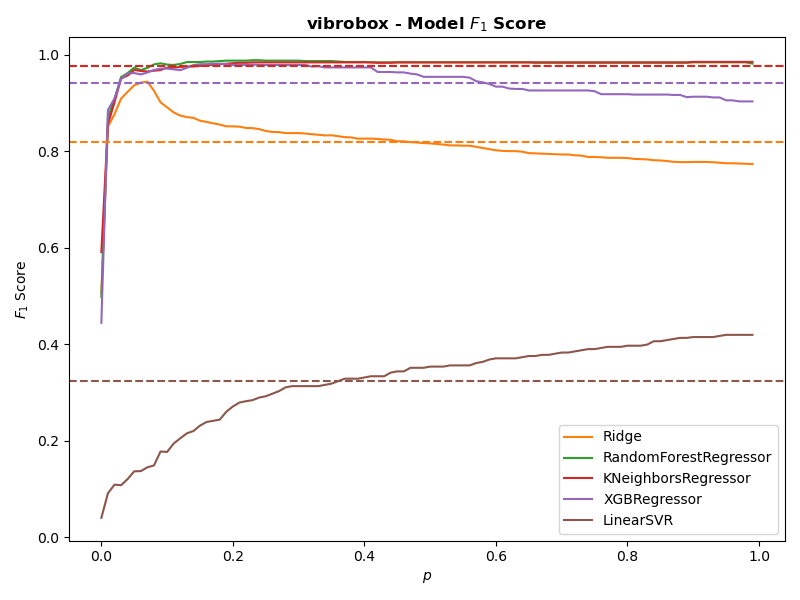 vibrobox - Model F₁ Score
F₁ Score
1.0
0.8
0.6
0.4
0.2
0.0
0.0 0.2 0.4 0.6 0.8 1.0
p
Ridge
RandomForestRegressor
KNeighborsRegressor
XGBRegressor
LinearSVR